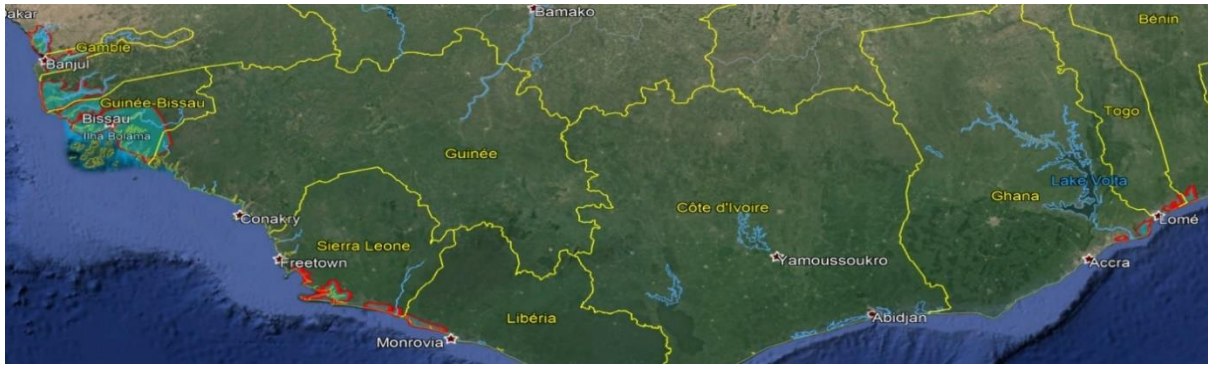 Dakar
Bamako
Bénin
Gambie
Banjul
Guinée-Bissau
Togo
Bissau
Ilha Bolama
Guinée
Lake Volta
Ghana
Côte d'Ivoire
Lomé
Conakry
Sierra Leone
Freetown
Yamoussoukro
Accra
Libéria
Abidjan
Monrovia